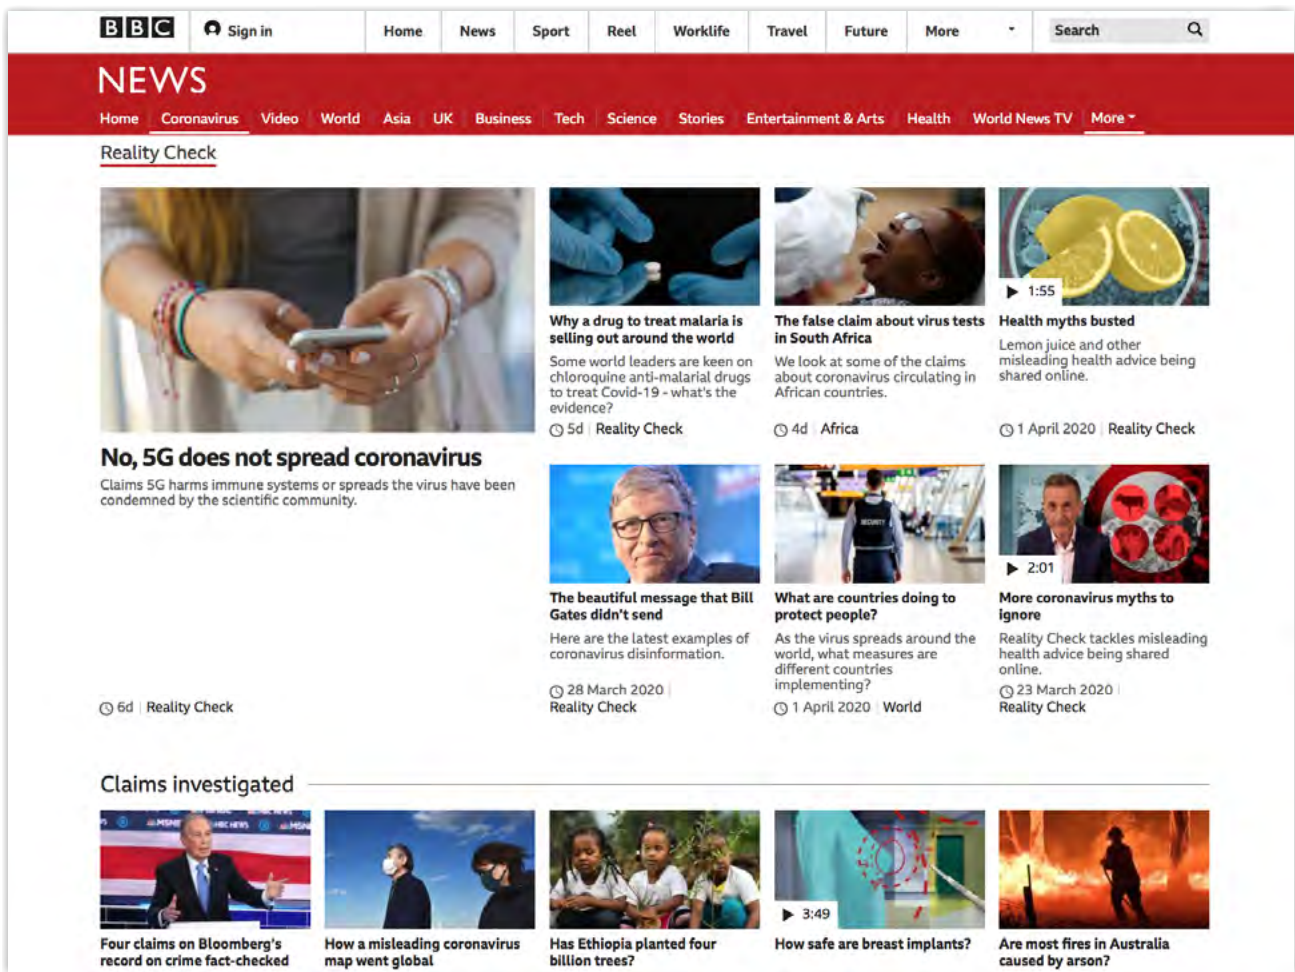 BBC
Sign in
Home
News
Sport
Reel
Worklife
Travel
Future
More
Search
NEWS
Home
Coronavirus
Video
World
Asia
UK
Business
Tech
Science
Stories
Entertainment & Arts
Health
World News TV
More
Reality Check
No, 5G does not spread coronavirus
Claims 5G harms immune systems or spreads the virus have been
condemned by the scientific community.
6d Reality Check
Why a drug to treat malaria is
selling out around the world
Some world leaders are keen on
chloroquine anti-malarial drugs
to treat Covid-19 - what's the
evidence?
5d Reality Check
The false claim about virus tests
in South Africa
We look at some of the claims
about coronavirus circulating in
African countries.
4d Africa
1:55
Health myths busted
Lemon juice and other
misleading health advice being
shared online.
1 April 2020 Reality Check
The beautiful message that Bill
Gates didn't send
Here are the latest examples of
coronavirus disinformation.
28 March 2020
Reality Check
SECURITY
What are countries doing to
protect people?
As the virus spreads around the
world, what measures are
different countries
implementing?
1 April 2020 World
2:01
More coronavirus myths to
ignore
Reality Check tackles misleading
health advice being shared
online.
23 March 2020
Reality Check
Claims investigated
Four claims on Bloomberg's
record on crime fact-checked
How a misleading coronavirus
map went global
Has Ethiopia planted four
billion trees?
3:49
How safe are breast implants?
Are most fires in Australia
caused by arson?